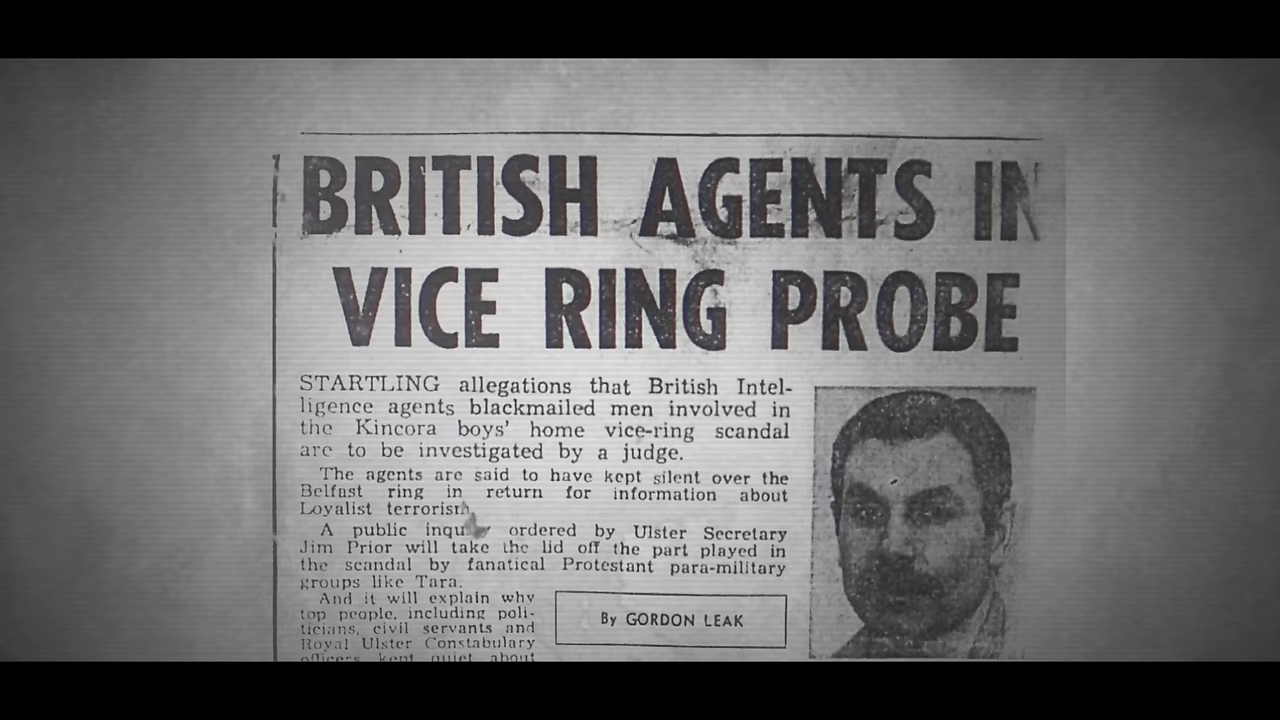 BRITISH AGENTS IN
VICE RING PROBE
STARTLING allegations that British Intel-
ligence agents blackmailed men involved in
the Kincora boys' home vice-ring scandal
are to be investigated by a judge.
The agents are said to have kept silent over the
Belfast ring in return for information about
Loyalist terrorism.
A public ordered by Ulster Secretary
Jim Prior will take the lid off the part played in
the scandal by fanatical Protestant para-military
groups like Tara.
And it will explain why
top people, including poli-
ticians, civil servants and
Royal Ulster Constabulary
officers kept quiet about
By GORDON LEAK